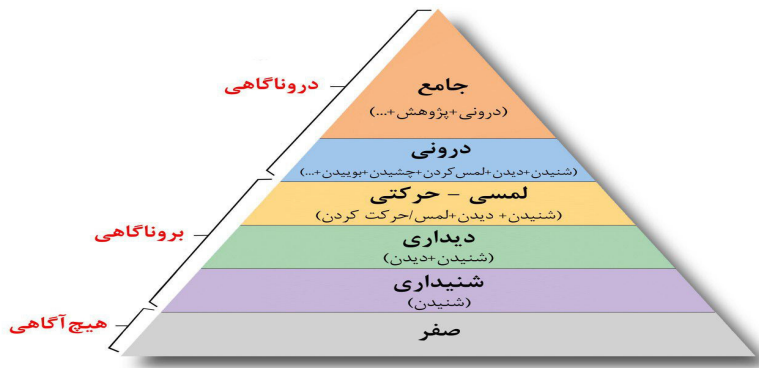 جامع
(درونی+پژوهش+...)
درونی
(شنیدن+دیدن+لمس‌کردن+چشیدن+بوییدن+...)
لمسی - حرکتی
(شنیدن+ دیدن+لمس/حرکت کردن)
دیداری
(شنیدن+دیدن)
شنیداری
(شنیدن)
صفر
دروناگاهی
بروناگاهی
هیچ‌آگاهی